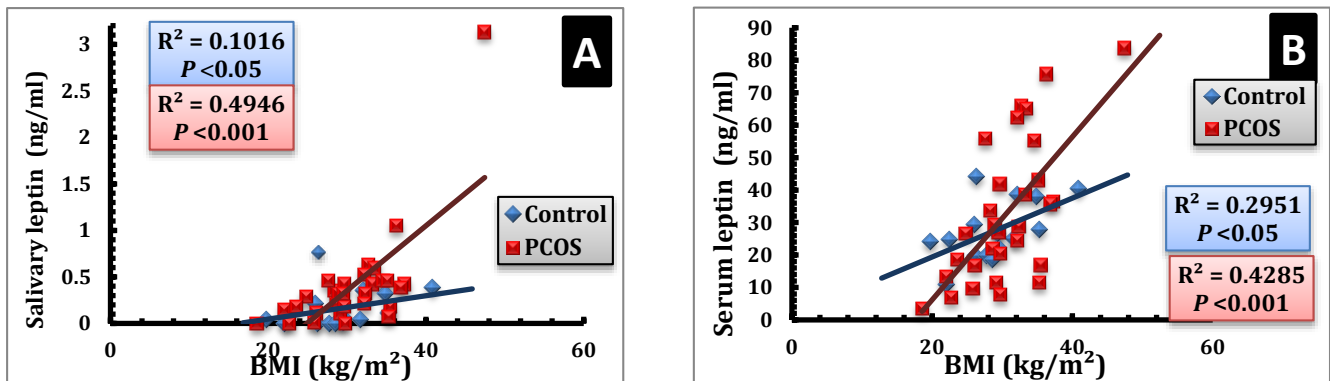 A
R² = 0.1016
P <0.05
R² = 0.4946
P <0.001
Control
PCOS
Salivary leptin (ng/ml)
3
2.5
2
1.5
1
0.5
0
0 20 40 60
BMI (kg/m²)
B
Control
PCOS
R² = 0.2951
P <0.05
R² = 0.4285
P <0.001
Serum leptin (ng/ml)
90
80
70
60
50
40
30
20
10
0
0 20 40 60
BMI (kg/m²)